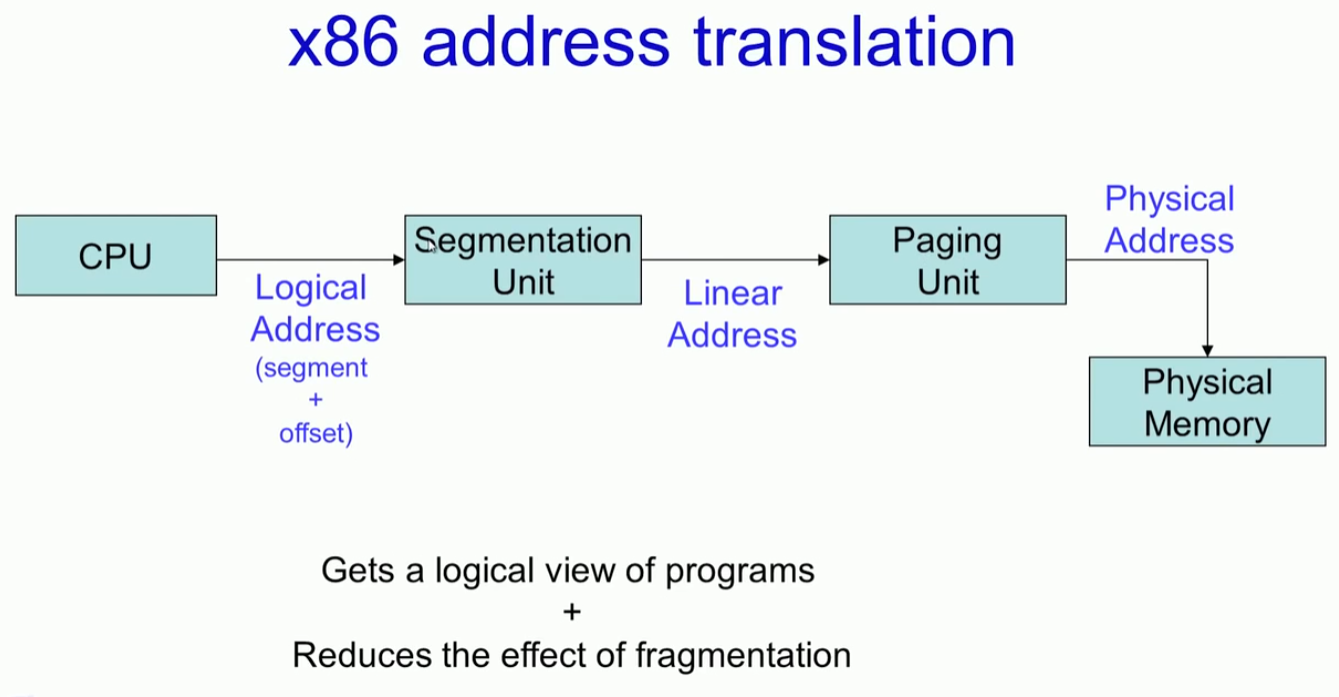 x86 address translation
CPU
Logical
Address
(segment
+
offset)
Segmentation
Unit
Linear
Address
Paging
Unit
Physical
Address
Physical
Memory
Gets a logical view of programs
+
Reduces the effect of fragmentation